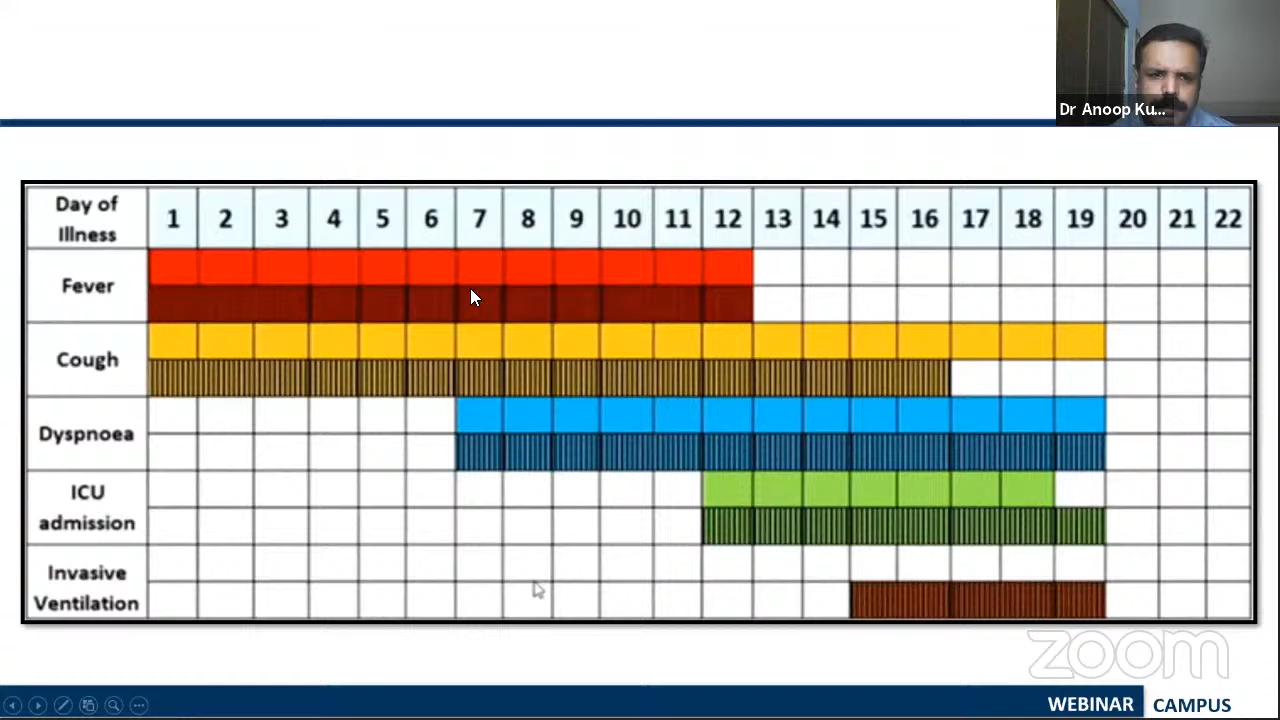 Dr Anoop Ku...
Day of
Illness
1 2 3 4 5 6 7 8 9 10 11 12 13 14 15 16 17 18 19 20 21 22
Fever
Cough
Dyspnoea
ICU
admission
Invasive
Ventilation
zoom
WEBINAR CAMPUS